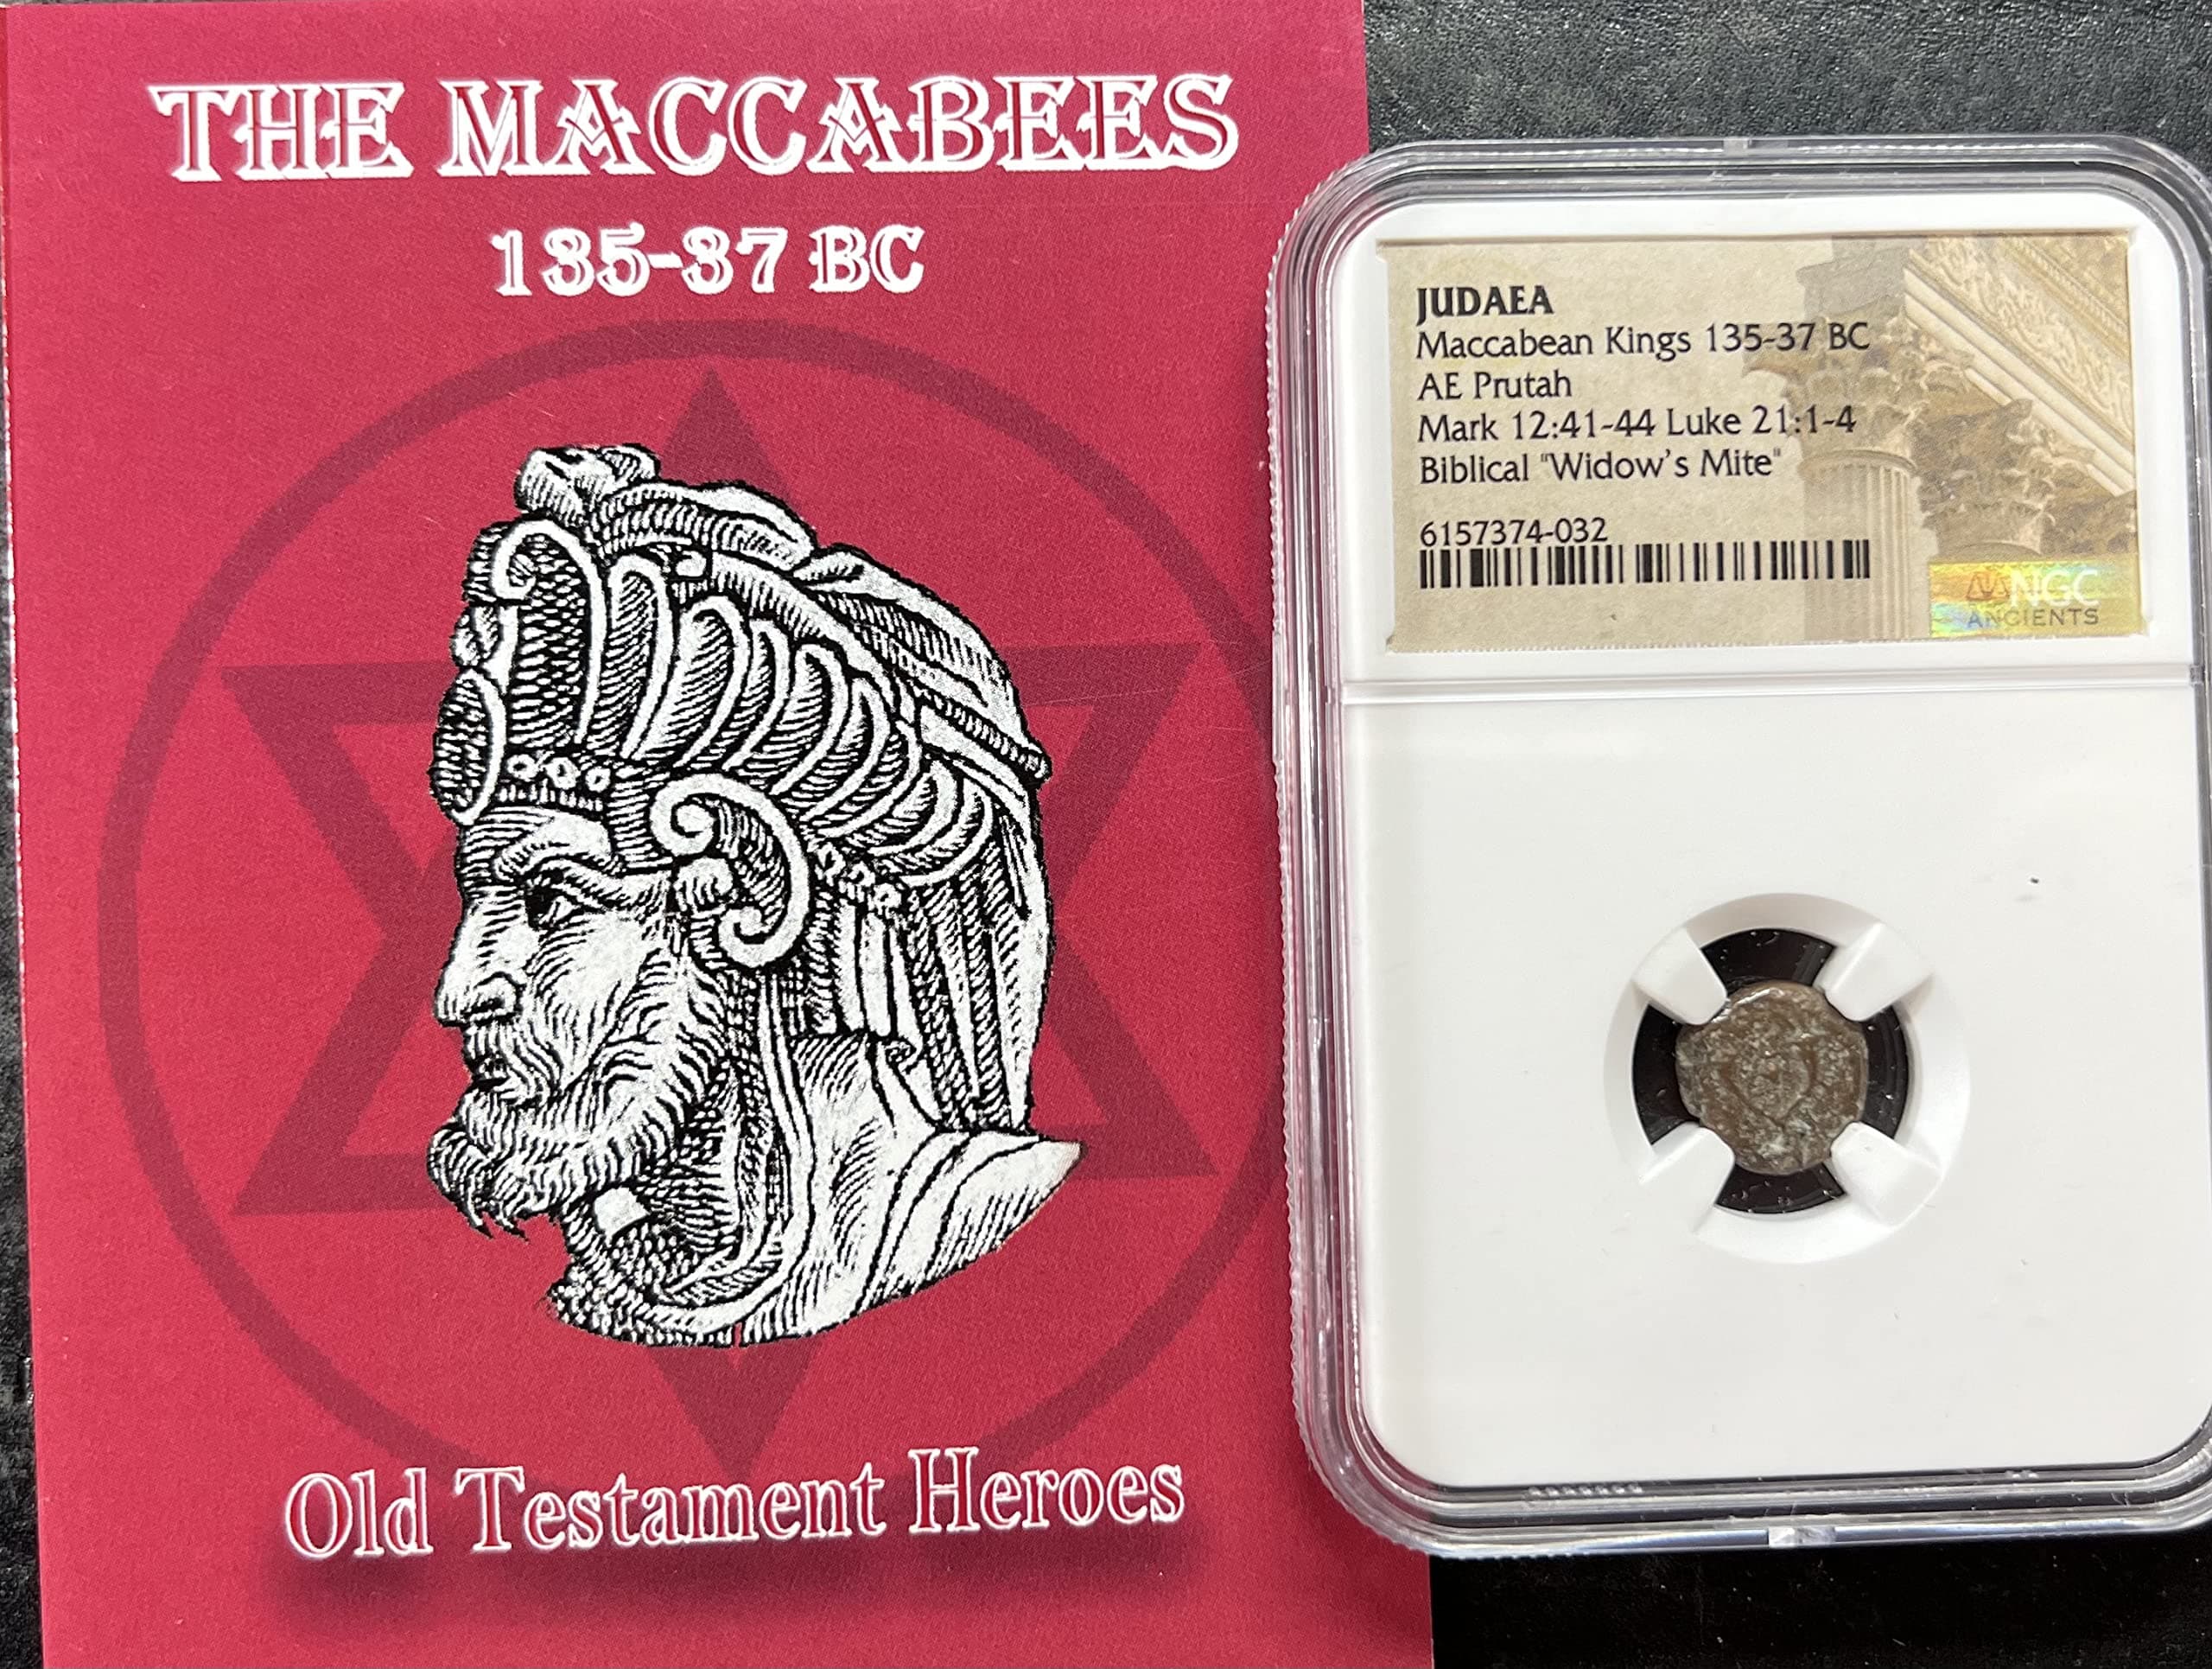 THE MACCABEES
135-37 BC
Old Testament Heroes
JUDAEA
Maccabean Kings 135-37 BC
AE Prutah
Mark 12:41-44 Luke 21:1-4
Biblical "Widow's Mite"
6157374-032
NGC
ANCIENTS